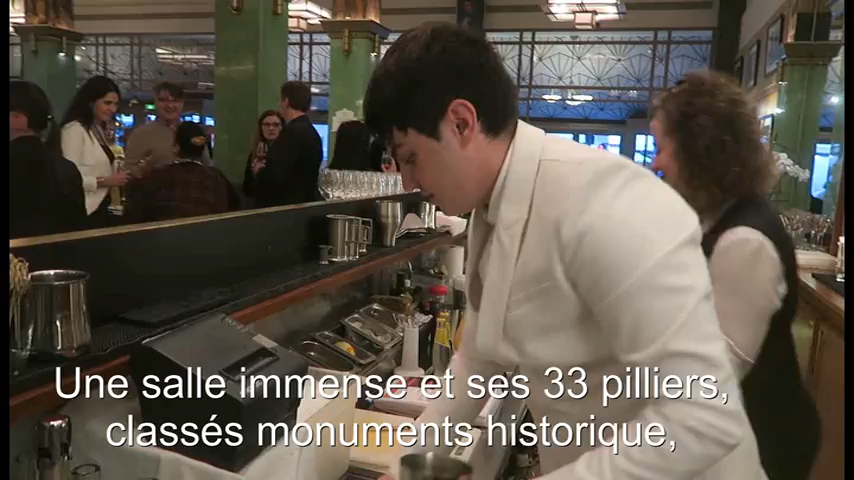 Une salle immense et ses 33 pilliers,
classés monuments historique,